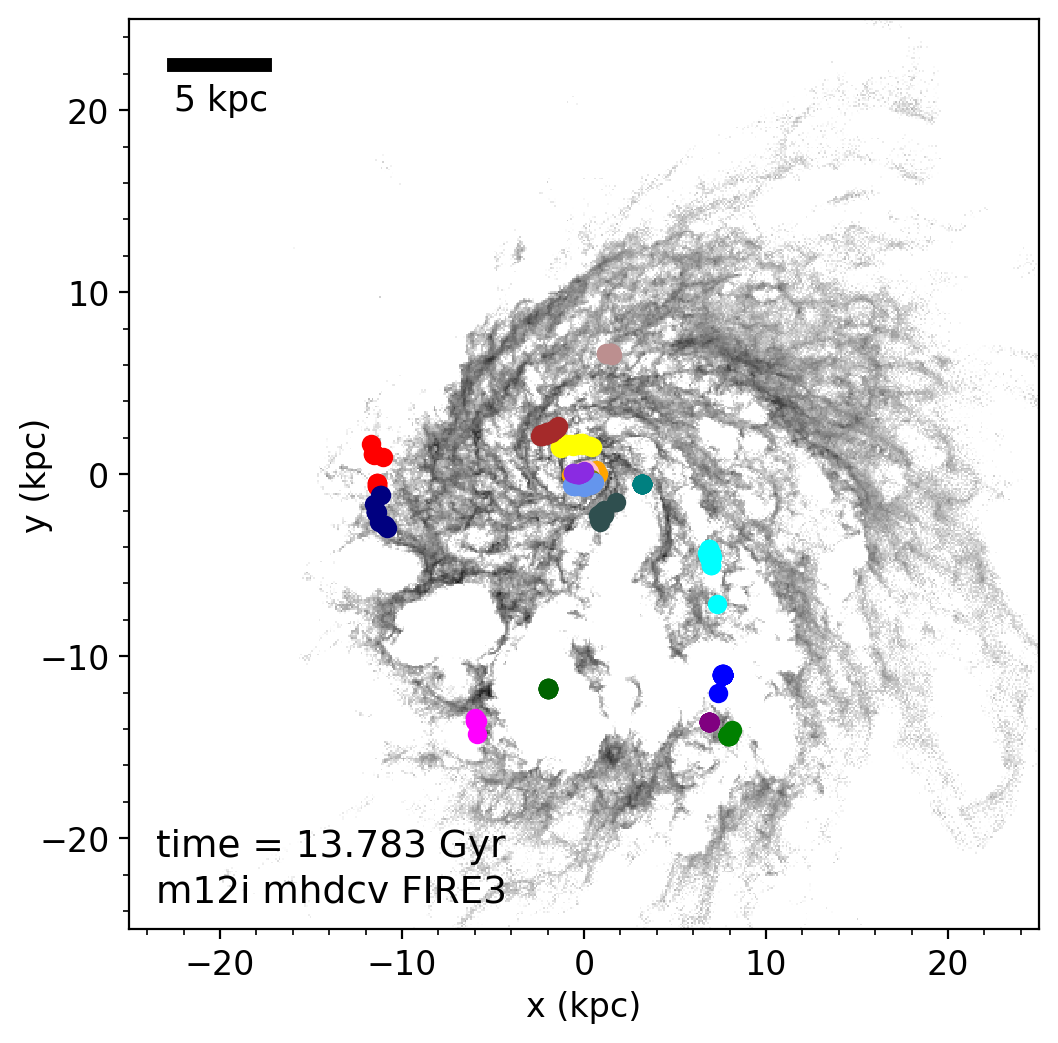 5 kpc
20
10
0
−10
−20
y (kpc)
time = 13.783 Gyr
m12i mhdcv FIRE3
−20 −10 0 10 20
x (kpc)